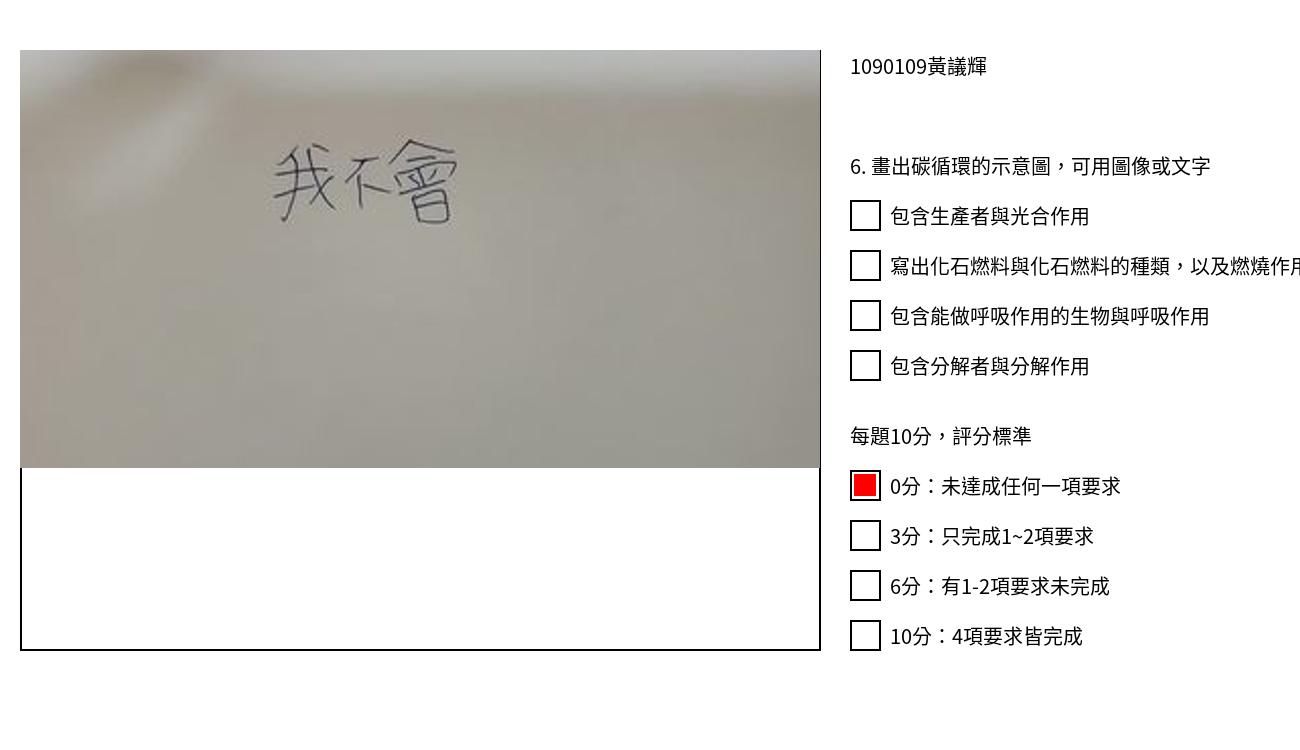 我不會
1090109黃議輝
6. 畫出碳循環的示意圖，可用圖像或文字
包含生產者與光合作用
寫出化石燃料與化石燃料的種類，以及燃燒作用
包含能做呼吸作用的生物與呼吸作用
包含分解者與分解作用
每題10分，評分標準
0分：未達成任何一項要求
3分：只完成1~2項要求
6分：有1-2項要求未完成
10分：4項要求皆完成